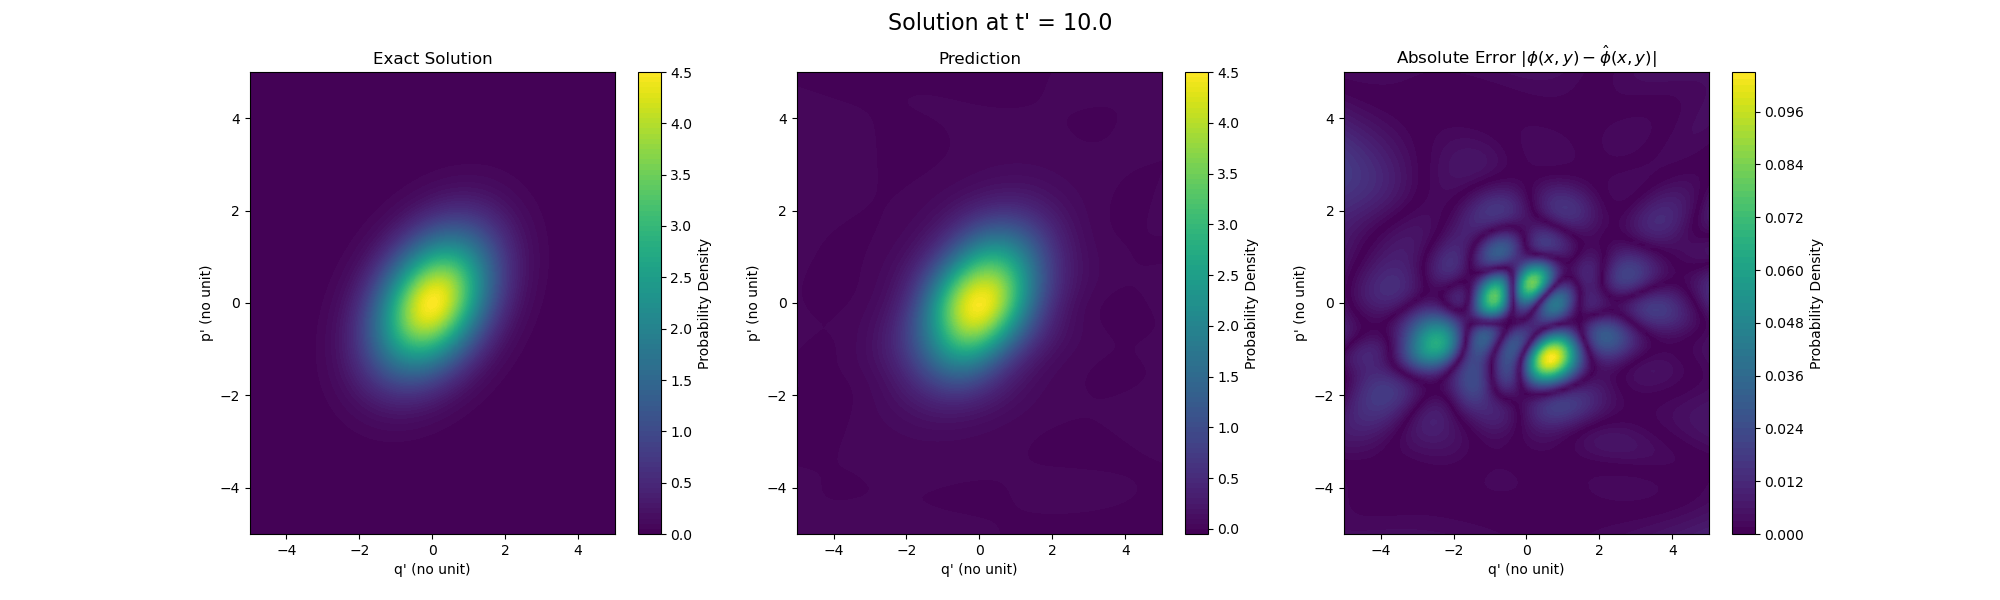 Solution at t' = 10.0
Exact Solution
p' (no unit)
4
2
0
−2
−4
−4 −2 0 2 4
q' (no unit)
4.5
4.0
3.5
3.0
2.5
2.0
1.5
1.0
0.5
0.0
Probability Density
Prediction
p' (no unit)
4
2
0
−2
−4
−4 −2 0 2 4
q' (no unit)
4.5
4.0
3.5
3.0
2.5
2.0
1.5
1.0
0.5
0.0
Probability Density
Absolute Error |ϕ(x, y) − ϕ̂(x, y)|
p' (no unit)
4
2
0
−2
−4
−4 −2 0 2 4
q' (no unit)
0.096
0.084
0.072
0.060
0.048
0.036
0.024
0.012
0.000
Probability Density